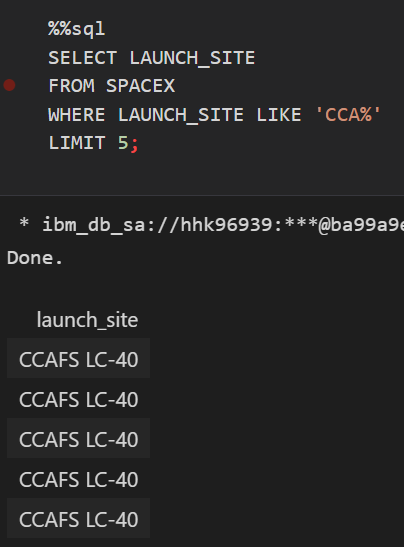 %%sql
SELECT LAUNCH_SITE
FROM SPACEX
WHERE LAUNCH_SITE LIKE 'CCA%'
LIMIT 5;
* ibm_db_sa://hhk96939:***@ba99a9e
Done.
launch_site
CCAFS LC-40
CCAFS LC-40
CCAFS LC-40
CCAFS LC-40
CCAFS LC-40